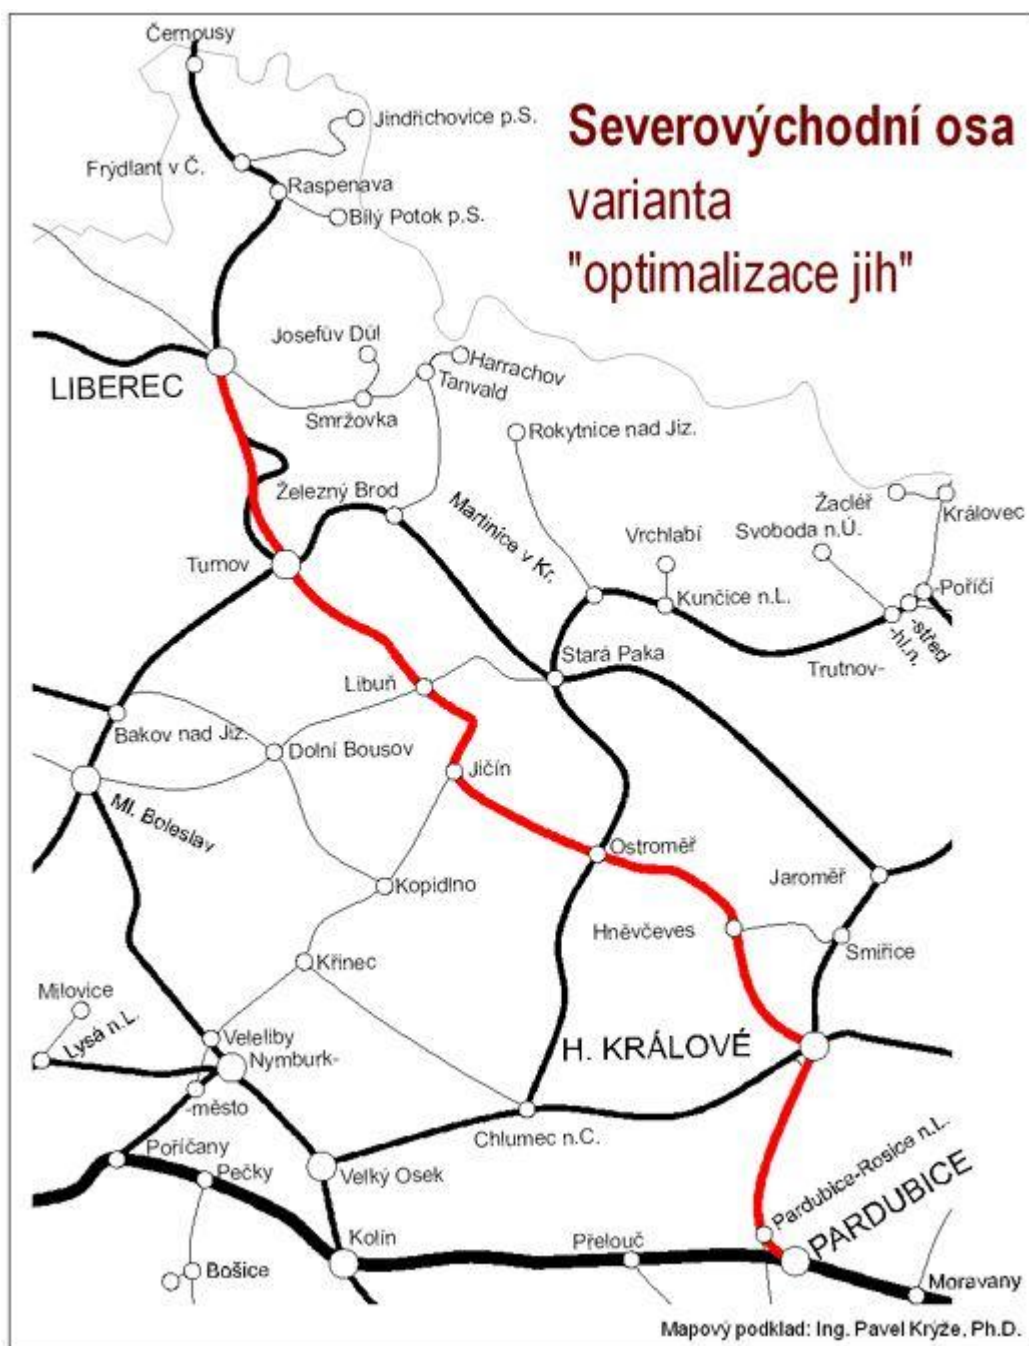 Černousy
Severovýchodní osa
varianta
"optimalizace jih"
Jindřichovice p.S.
Frýdlant v Č.
Raspenava
Bílý Potok p.S.
Josefův Důl
Harrachov
Tanvald
LIBEREC
Smržovka
Rokytnice nad Jiz.
Železný Brod
Martinice v Kr.
Žacléř
Královec
Svoboda n.Ú.
Vrchlabí
Turnov
Kunčice n.L.
-Poříčí
-střed
-hl.n.
Trutnov-
Stará Paka
Libuň
Bakov nad Jiz.
Dolní Bousov
Jičín
Ml. Boleslav
Ostroměř
Jaroměř
Kopidlno
Hněvčeves
Smiřice
Křinec
Milovice
Lysá n.L.
Veleliby
Nymburk-
H. KRÁLOVÉ
-město
Chlumec n.C.
Poříčany
Pečky
Velký Osek
Pardubice-Rosice n.L.
PARDUBICE
Kolín
Přelouč
Bošice
Moravany
Mapový podklad: Ing. Pavel Krýže, Ph.D.